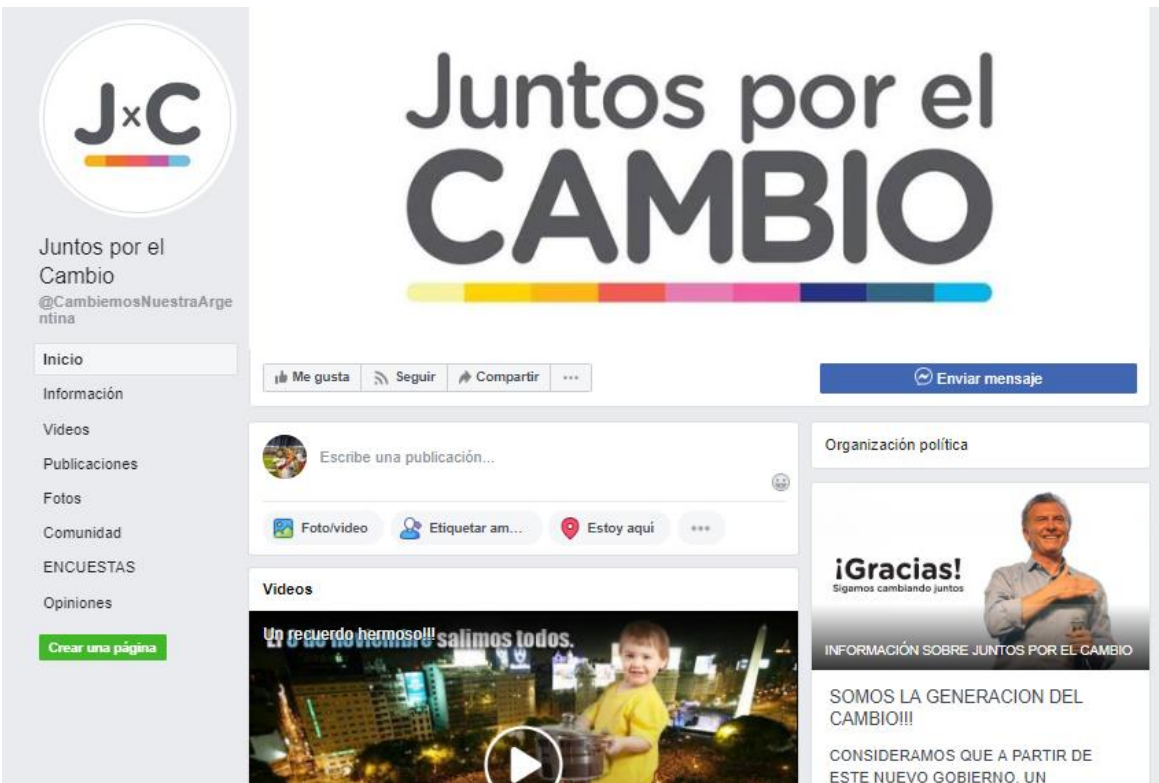 JxC
Juntos por el
CAMBIO
Juntos por el
Cambio
@CambiemosNuestraArge
ntina
Inicio
Información
Videos
Publicaciones
Fotos
Comunidad
ENCUESTAS
Opiniones
Crear una página
Me gusta
Seguir
Compartir
...
Enviar mensaje
Escribe una publicación...
Foto/video
Etiquetar am...
Estoy aquí
...
Videos
Un recuerdo hermoso!!!
noviembre salimos todos.
Organización política
¡Gracias!
Sigamos cambiando juntos
INFORMACIÓN SOBRE JUNTOS POR EL CAMBIO
SOMOS LA GENERACION DEL
CAMBIO!!!
CONSIDERAMOS QUE A PARTIR DE
ESTE NUEVO GOBIERNO, UN